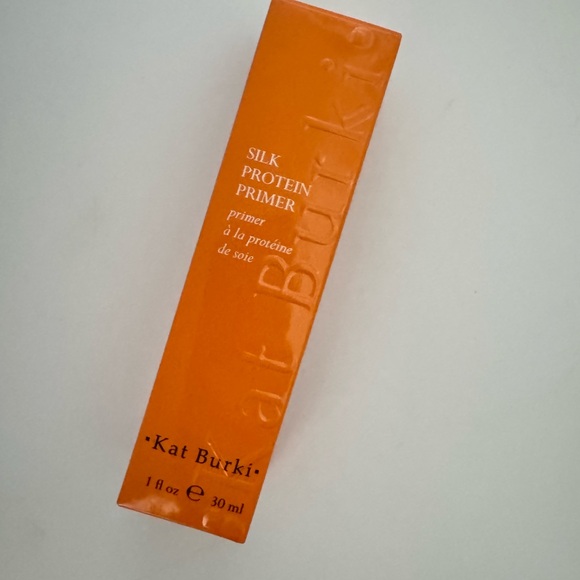 SILK
PROTEIN
PRIMER
primer
à la protéine
de soie
Kat Burki
•Kat Burki•
1 fl oz ℮ 30 ml